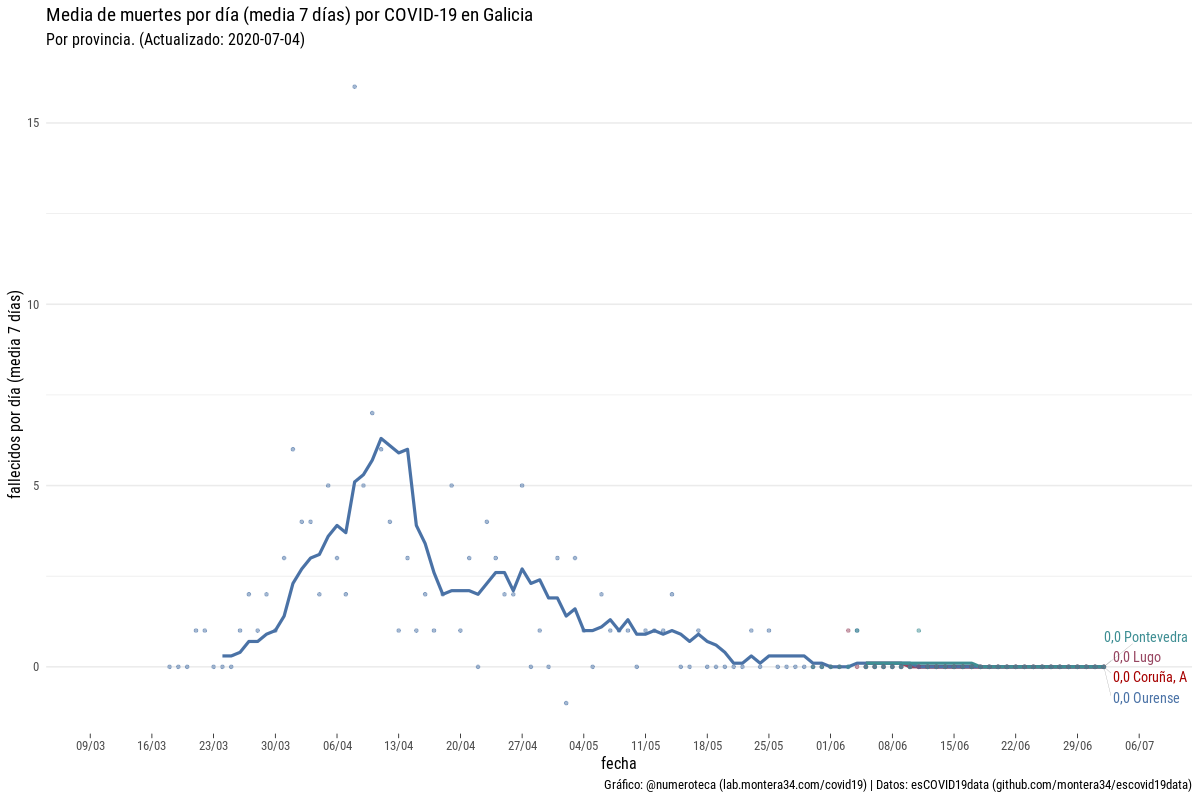 Media de muertes por día (media 7 días) por COVID-19 en Galicia
Por provincia. (Actualizado: 2020-07-04)
fallecidos por día (media 7 días)
15
10
5
0
0,0 Pontevedra
0,0 Lugo
0,0 Coruña, A
0,0 Ourense
09/03 16/03 23/03 30/03 06/04 13/04 20/04 27/04 04/05 11/05 18/05 25/05 01/06 08/06 15/06 22/06 29/06 06/07
fecha
Gráfico: @numeroteca (lab.montera34.com/covid19) | Datos: esCOVID19data (github.com/montera34/escovid19data)